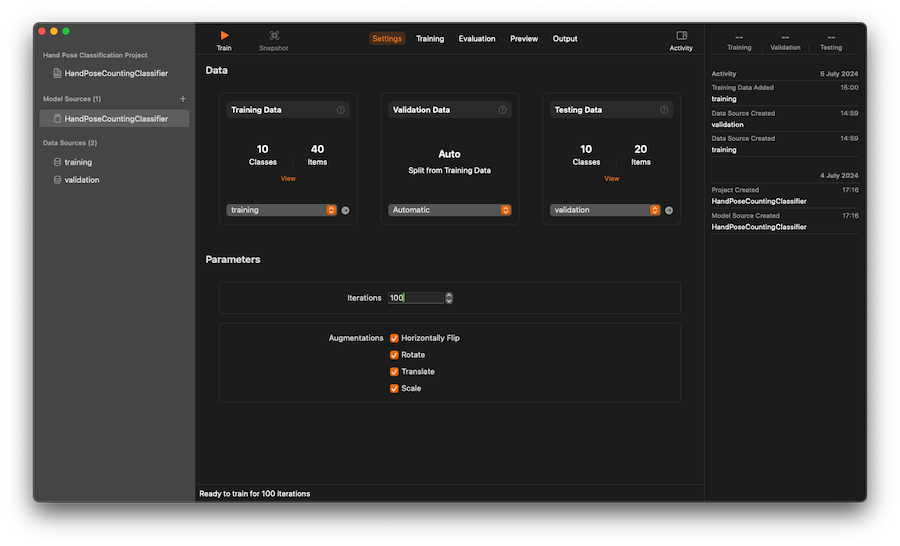 Hand Pose Classification Project
HandPoseCountingClassifier
Model Sources (1)
+
HandPoseCountingClassifier
Data Sources (2)
training
validation
Train
Snapshot
Settings
Training
Evaluation
Preview
Output
Activity
Data
Training Data ?
10 40
Classes Items
View
training
Validation Data ?
Auto
Split from Training Data
Automatic
Testing Data ?
10 20
Classes Items
View
validation
Parameters
Iterations 100
Augmentations
Horizontally Flip
Rotate
Translate
Scale
Ready to train for 100 iterations
-- -- --
Training Validation Testing
Activity 5 July 2024
Training Data Added 15:00
training
Data Source Created 14:59
validation
Data Source Created 14:59
training
4 July 2024
Project Created 17:16
HandPoseCountingClassifier
Model Source Created 17:16
HandPoseCountingClassifier